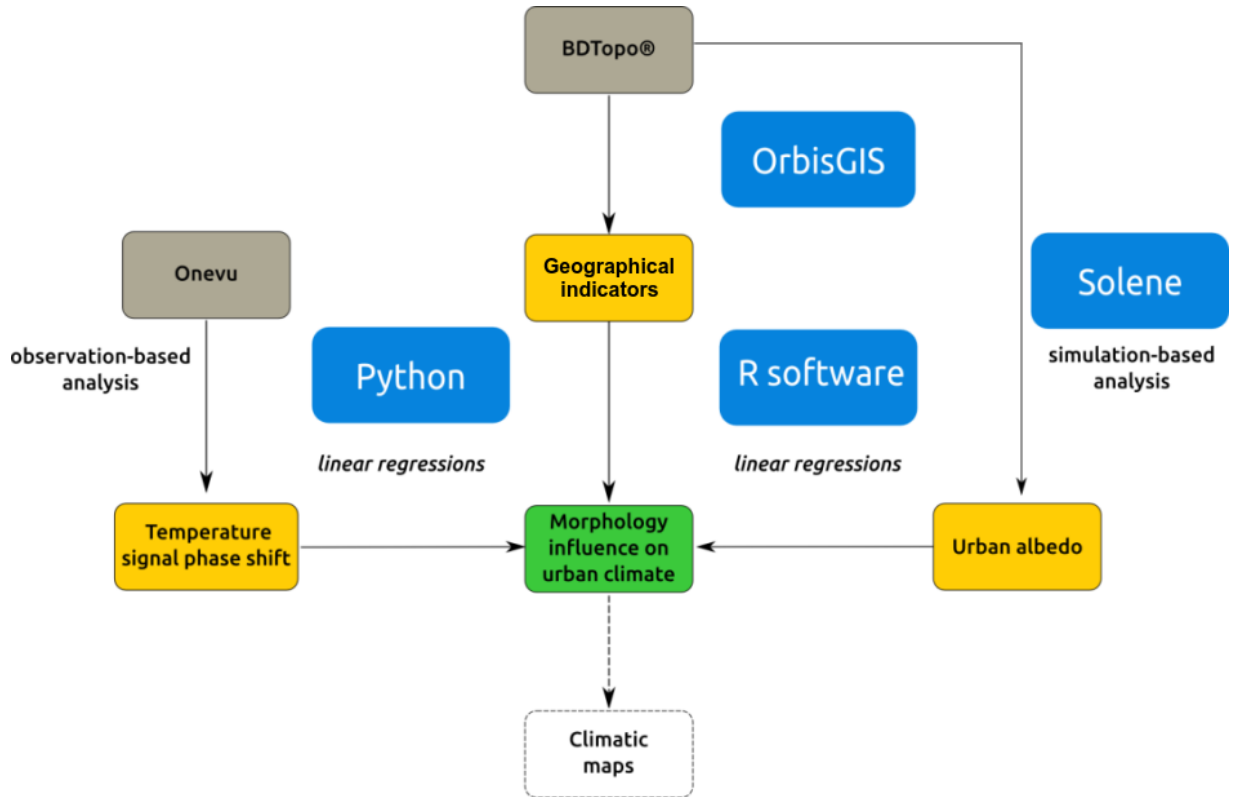 BDTopo®
OrbisGIS
Onevu
Geographical
indicators
Solene
observation-based
analysis
Python
R software
simulation-based
analysis
linear regressions
linear regressions
Temperature
signal phase shift
Morphology
influence on
urban climate
Urban albedo
Climatic
maps